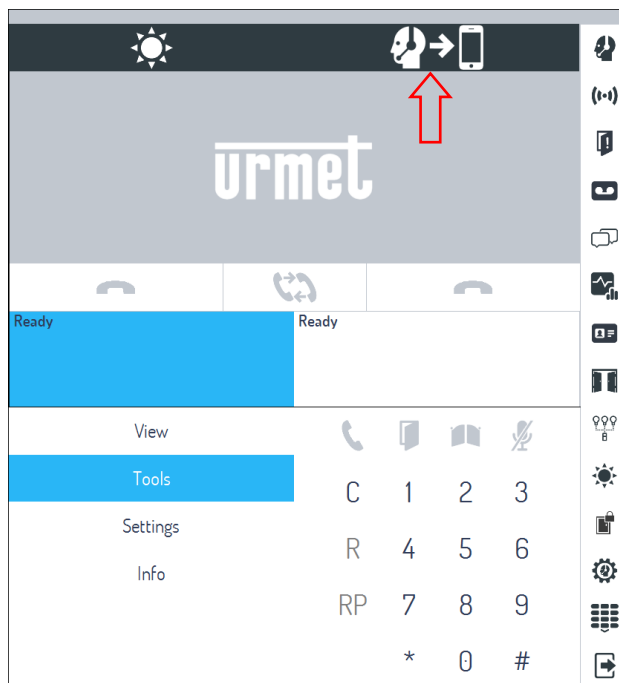 urmet
Ready
Ready
View
Tools
Settings
Info
C 1 2 3
R 4 5 6
RP 7 8 9
* 0 #